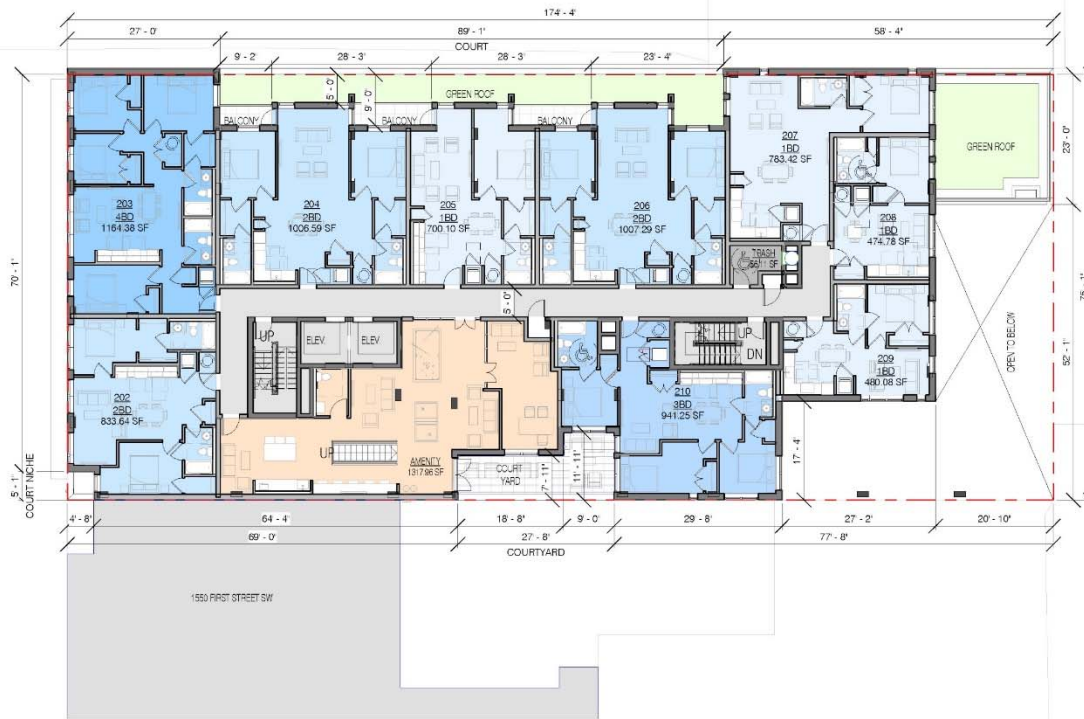 174' - 4"
27' - 0"
89' - 1"
58' - 4"
COURT
9' - 2"
28' - 3"
28' - 3"
23' - 4"
5' - 0"
9' - 0"
GREEN ROOF
BALCONY
BALCONY
BALCONY
GREEN ROOF
23' - 0"
203
4BD
1164.38 SF
204
2BD
1006.59 SF
205
1BD
700.10 SF
206
2BD
1007.29 SF
207
1BD
783.42 SF
208
1BD
474.78 SF
TRASH
70' - 1"
5' - 0"
52' - 1"
OPEN TO BELOW
UP
ELEV.
ELEV.
UP
DN
202
2BD
833.64 SF
209
1BD
480.08 SF
210
3BD
941.25 SF
UP
AMENITY
1317.96 SF
COURT
YARD
7' - 11"
11' - 11"
17' - 4"
5' - 1"
COURT NICHE
4' - 8"
64' - 4"
18' - 8"
9' - 0"
29' - 8"
27' - 2"
20' - 10"
69' - 0"
27' - 8"
77' - 8"
COURTYARD
1550 FIRST STREET SW